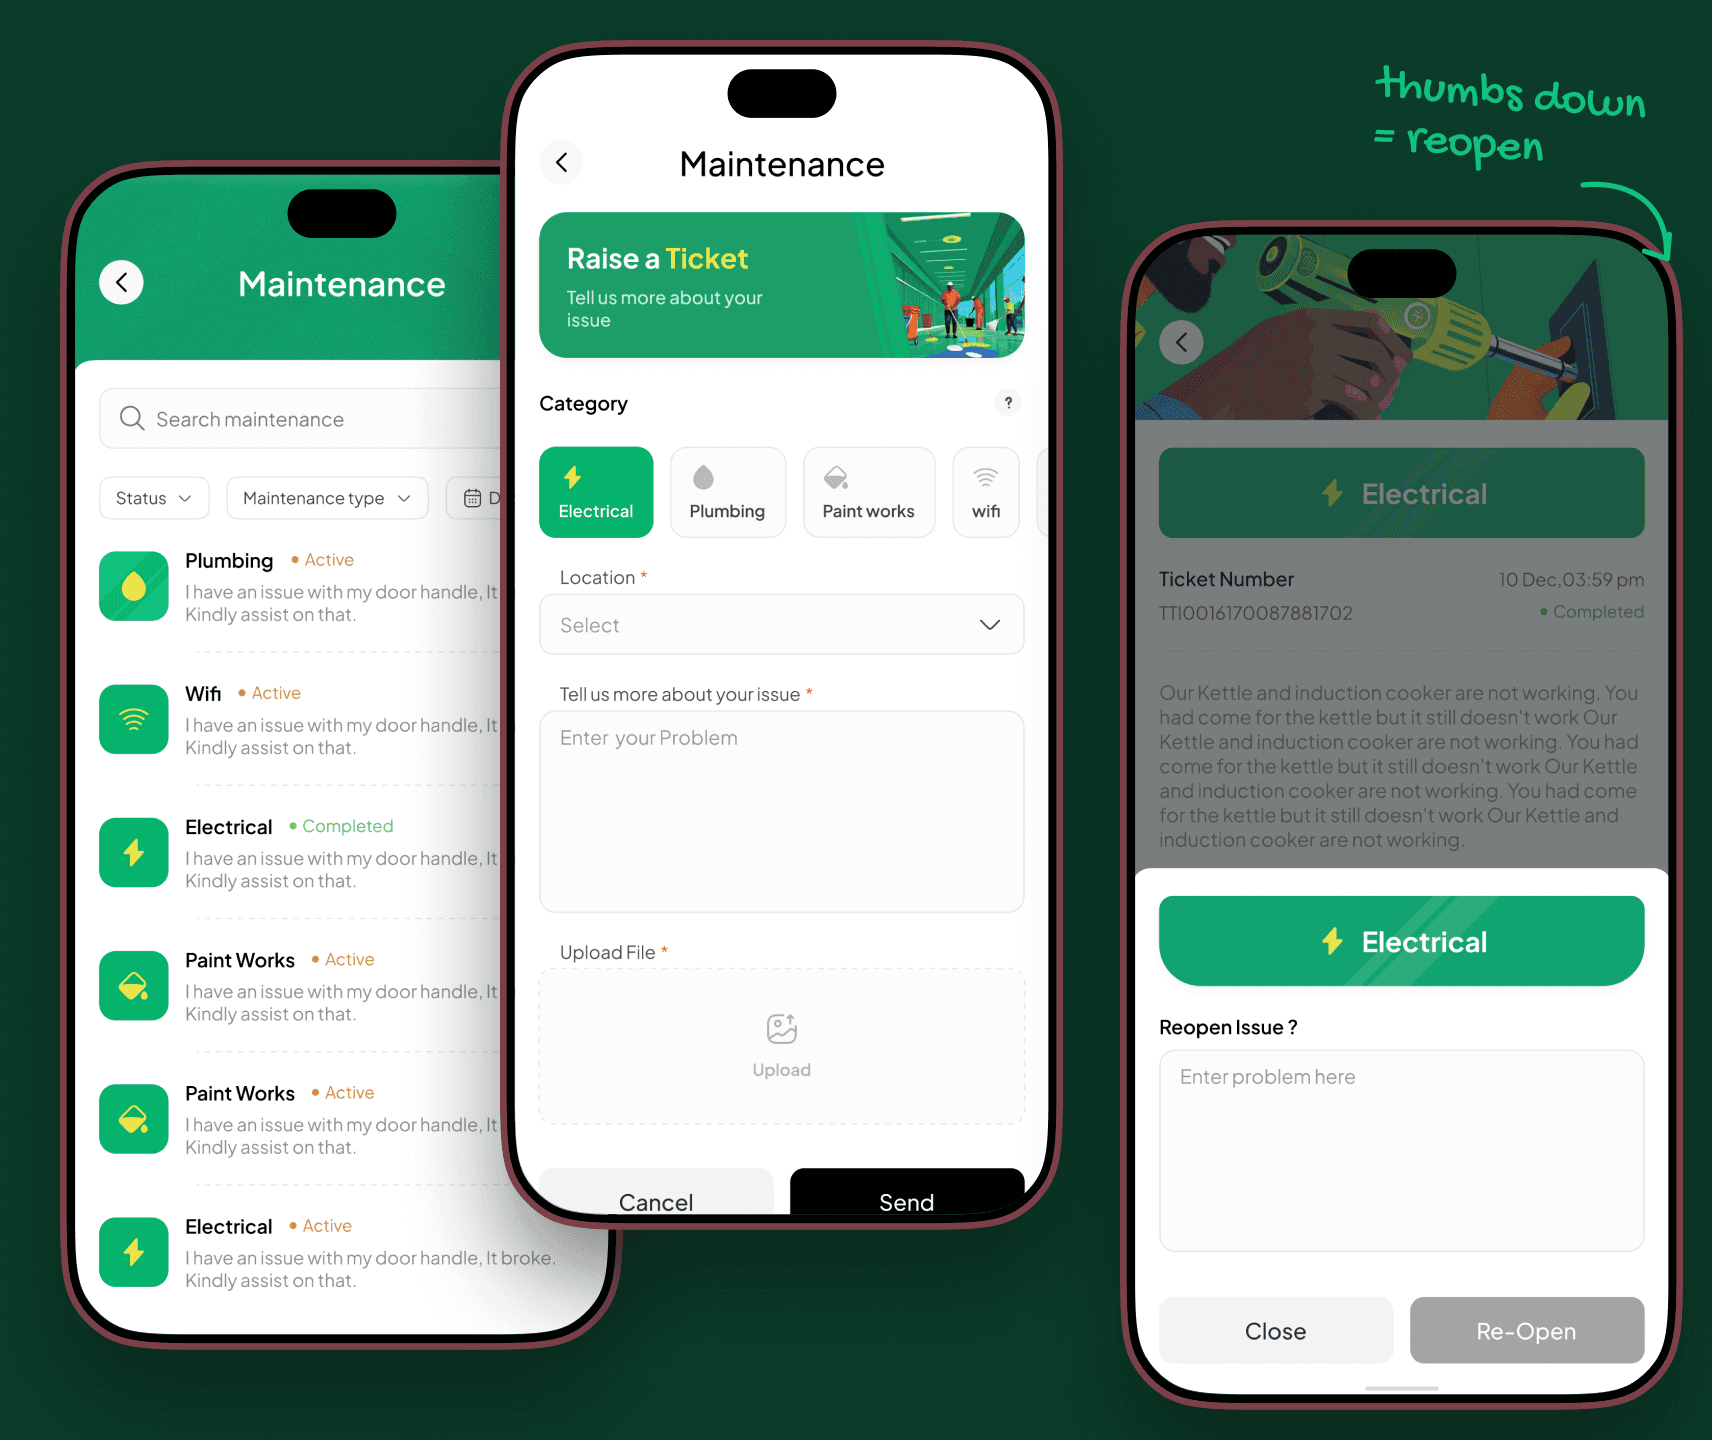 thumbs down
= reopen
Maintenance
Search maintenance
Status
Maintenance type
D
Plumbing • Active
I have an issue with my door handle, It
Kindly assist on that.
Wifi • Active
I have an issue with my door handle, It
Kindly assist on that.
Electrical • Completed
I have an issue with my door handle, It
Kindly assist on that.
Paint Works • Active
I have an issue with my door handle, It
Kindly assist on that.
Paint Works • Active
I have an issue with my door handle, It
Kindly assist on that.
Electrical • Active
I have an issue with my door handle, It broke.
Kindly assist on that.
Maintenance
Raise a Ticket
Tell us more about your
issue
Category
?
Electrical
Plumbing
Paint works
wifi
Location *
Select
Tell us more about your issue *
Enter your Problem
Upload File *
Upload
Cancel
Send
Electrical
Ticket Number
10 Dec,03:59 pm
TTI0016170087881702
• Completed
Our Kettle and induction cooker are not working. You
had come for the kettle but it still doesn't work Our
Kettle and induction cooker are not working. You had
come for the kettle but it still doesn't work Our Kettle
and induction cooker are not working. You had come
for the kettle but it still doesn't work Our Kettle and
induction cooker are not working.
Electrical
Reopen Issue ?
Enter problem here
Close
Re-Open